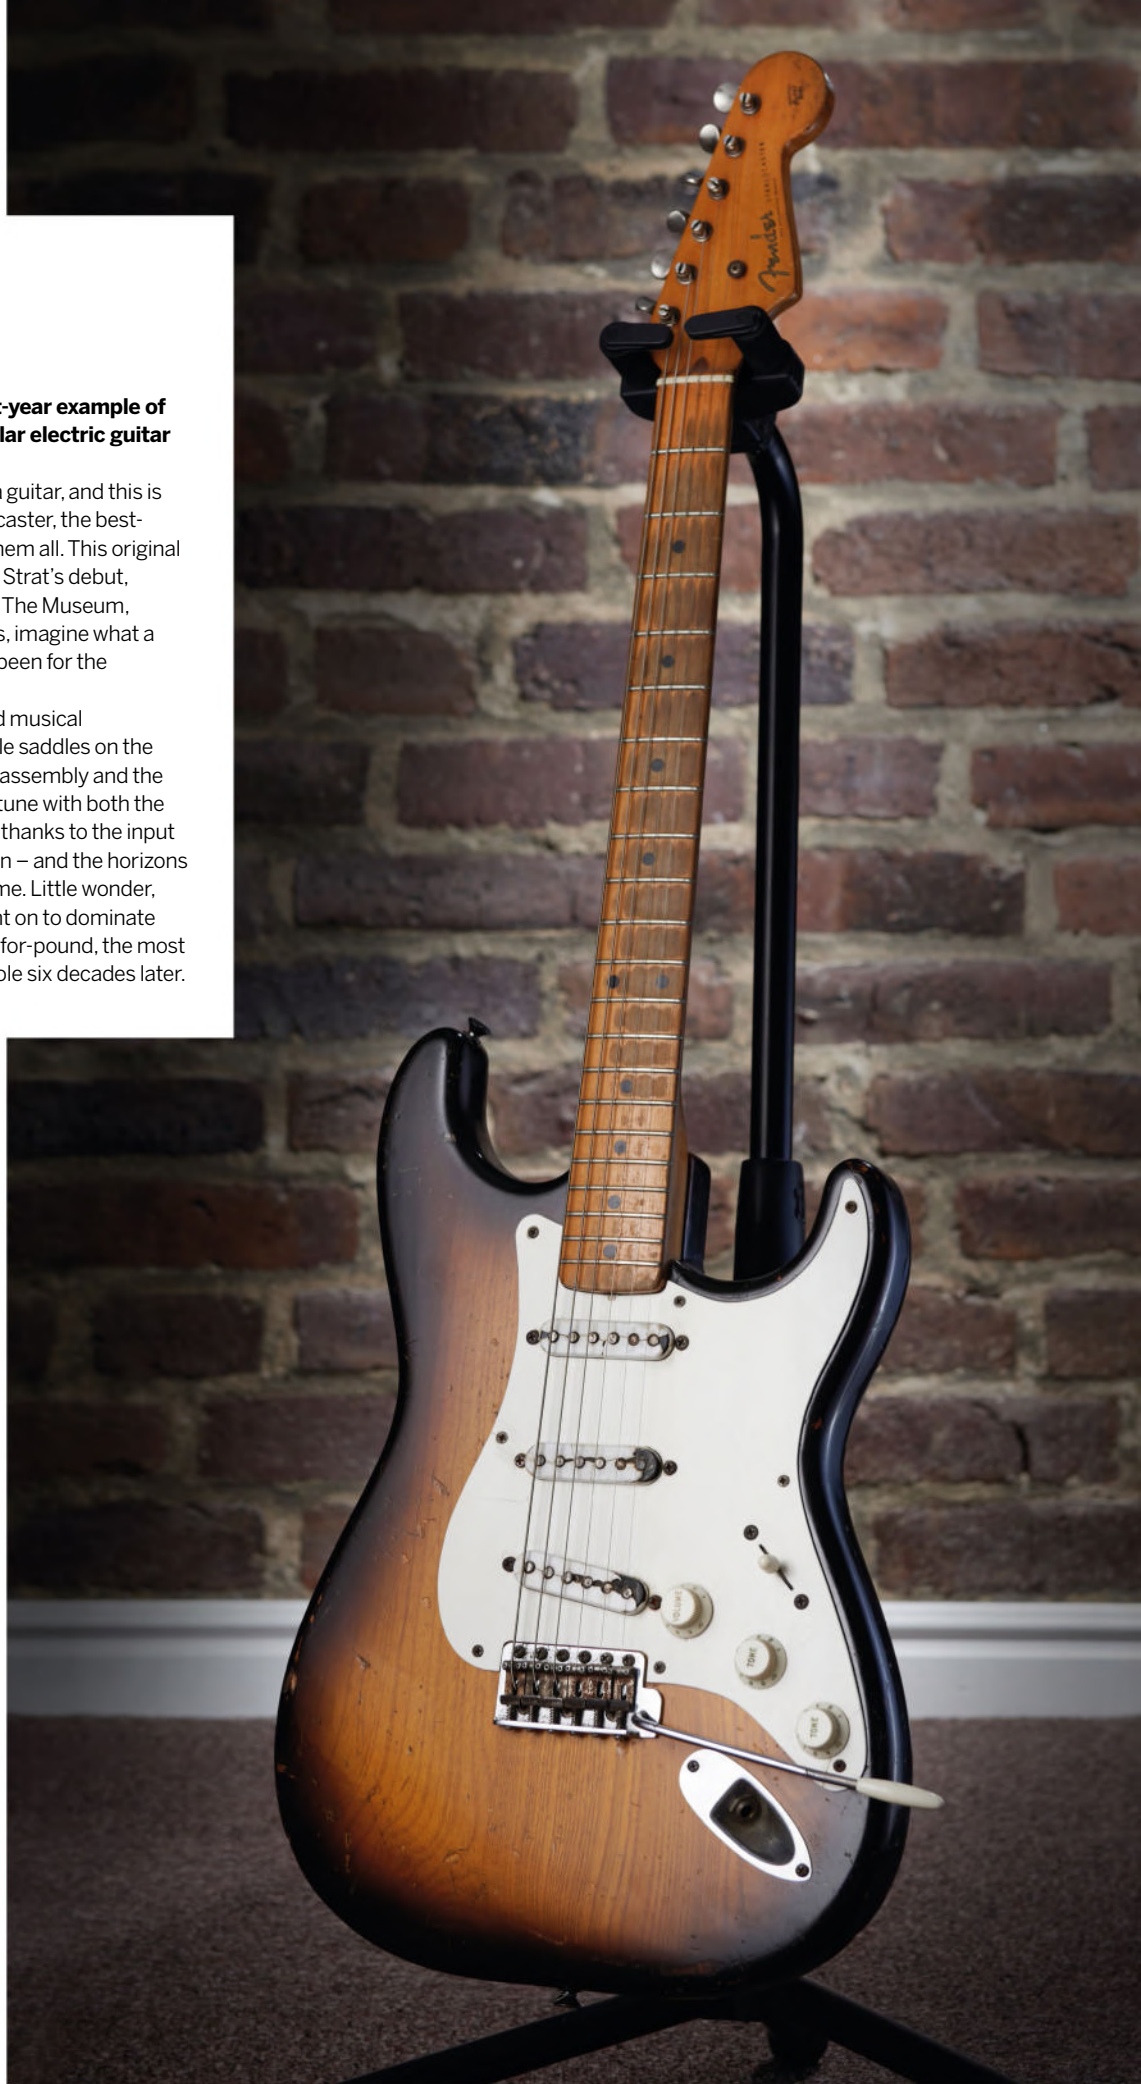 t-year example of
lar electric guitar
guitar, and this is
caster, the best-
hem all. This original
Strat's debut,
The Museum,
s, imagine what a
been for the
d musical
le saddles on the
assembly and the
tune with both the
thanks to the input
n – and the horizons
me. Little wonder,
nt on to dominate
for-pound, the most
ole six decades later.
Fender
STRATOCASTER
VOLUME
TONE
TONE